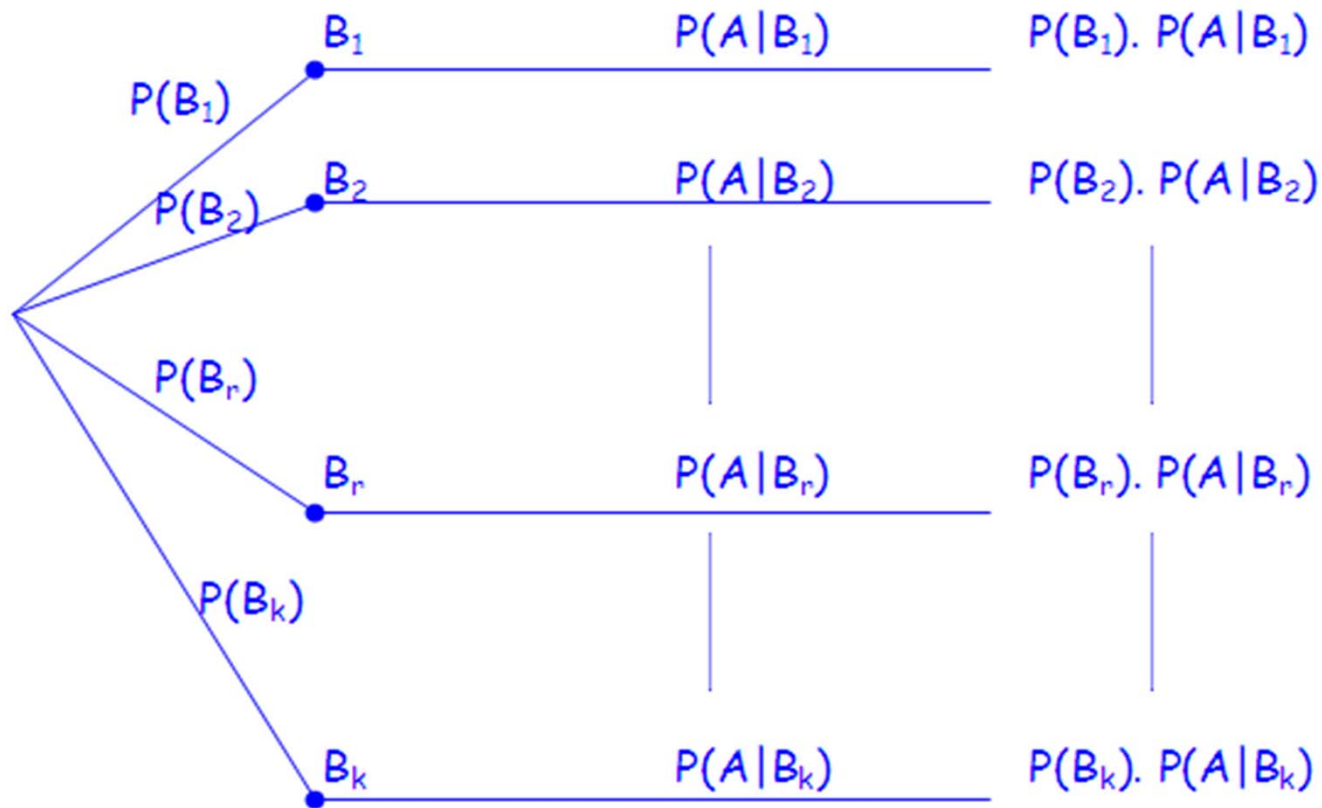 B₁ P(A|B₁) P(B₁). P(A|B₁)
P(B₁)
B₂ P(A|B₂) P(B₂). P(A|B₂)
P(B₂)
P(Bᵣ)
Bᵣ P(A|Bᵣ) P(Bᵣ). P(A|Bᵣ)
P(Bₖ)
Bₖ P(A|Bₖ) P(Bₖ). P(A|Bₖ)